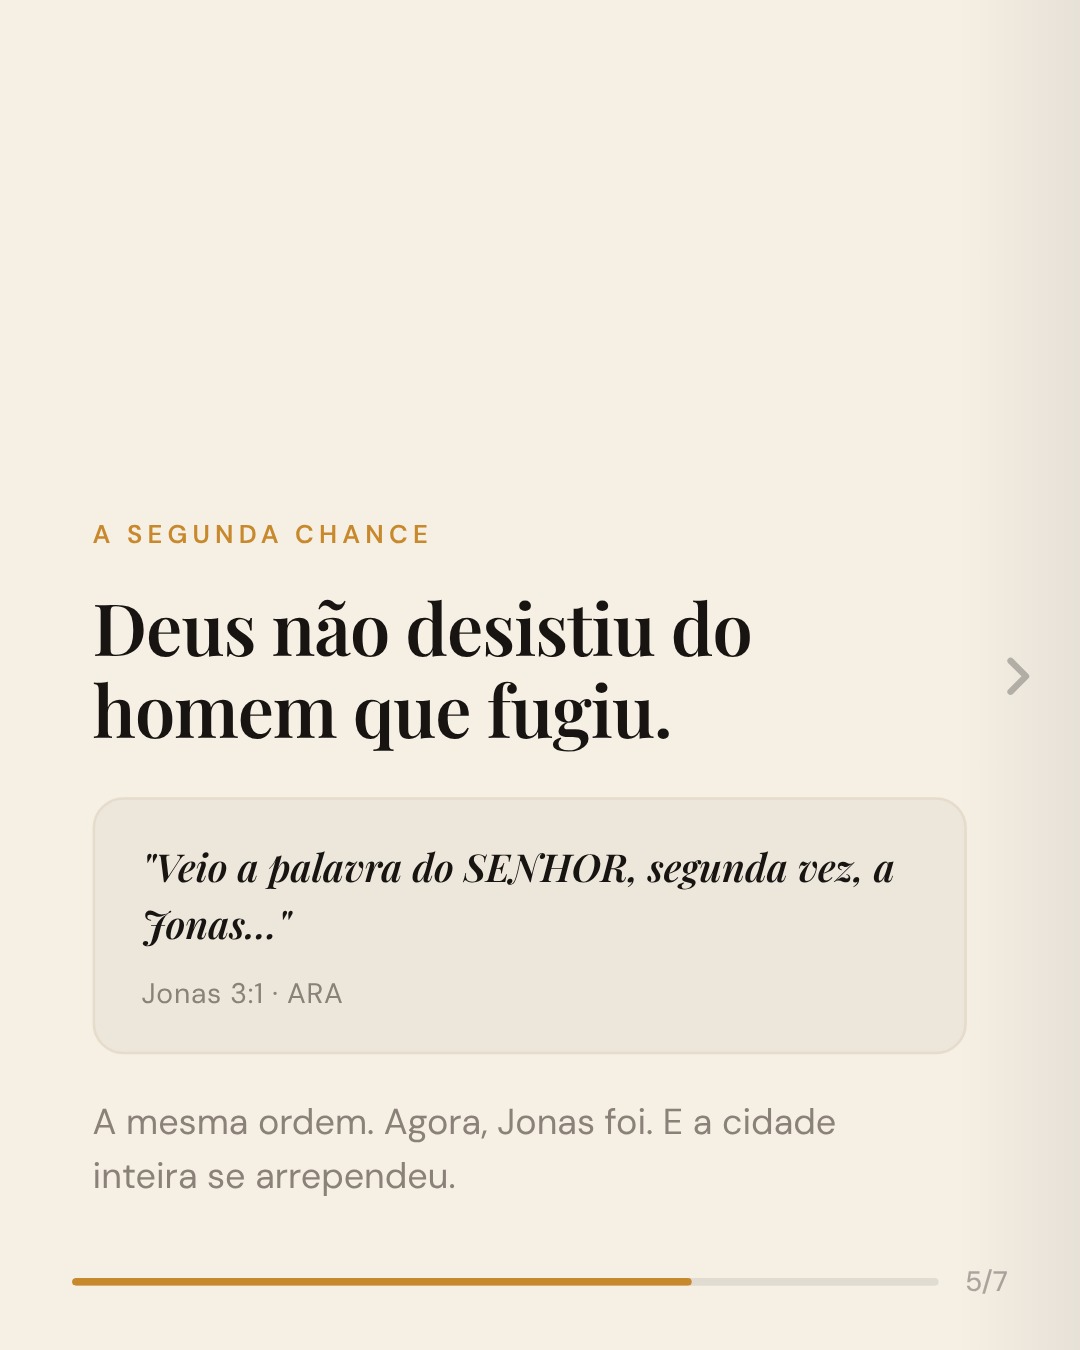 A SEGUNDA CHANCE
Deus não desistiu do
homem que fugiu.
"Veio a palavra do SENHOR, segunda vez, a
Jonas..."
Jonas 3:1 · ARA
A mesma ordem. Agora, Jonas foi. E a cidade
inteira se arrependeu.
5/7